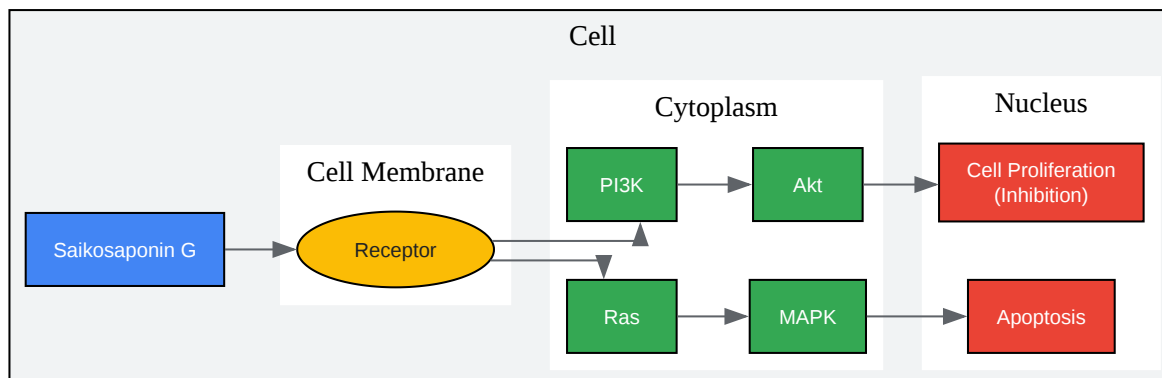 Cell
Cytoplasm
Nucleus
Cell Membrane
PI3K
Akt
Cell Proliferation
(Inhibition)
Saikosaponin G
Receptor
Ras
MAPK
Apoptosis